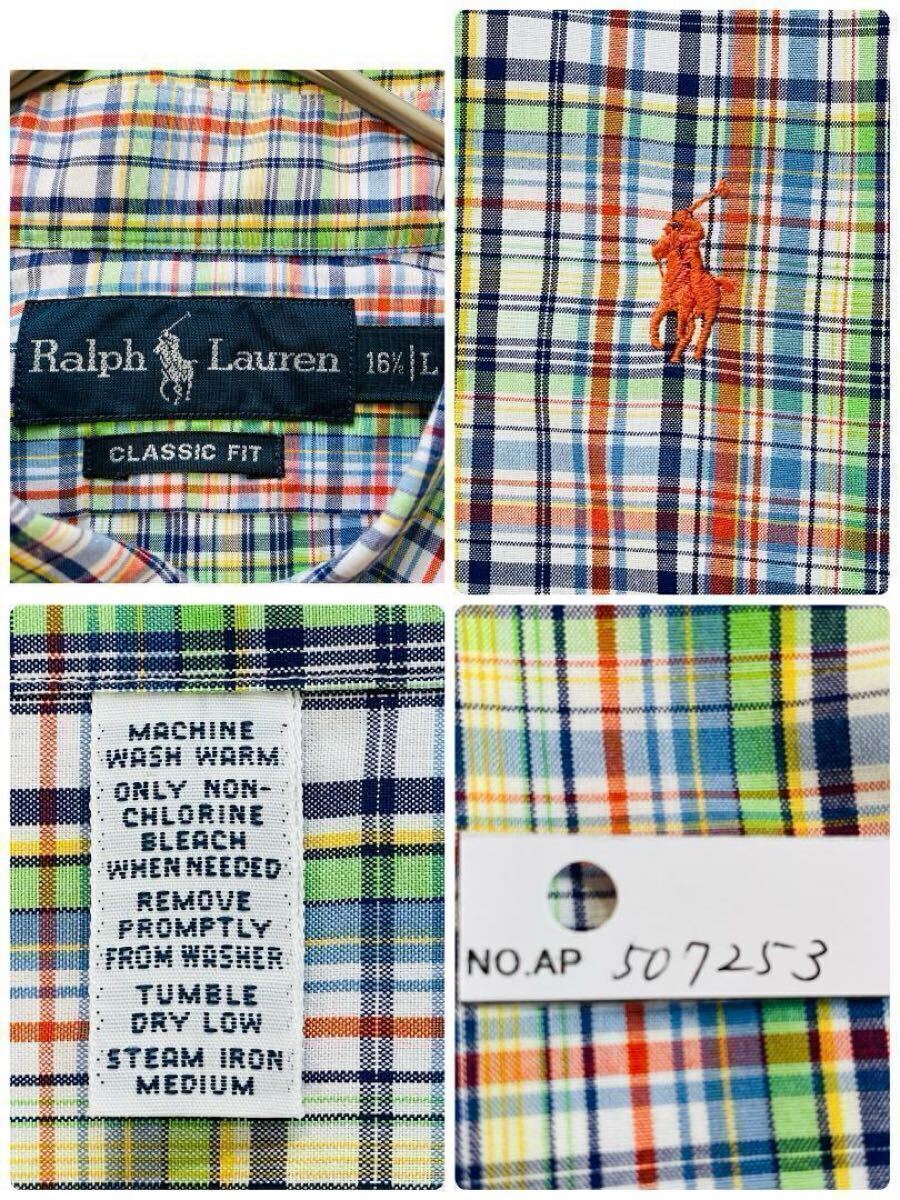 Ralph Lauren
16½ L
CLASSIC FIT
MACHINE
WASH WARM
ONLY NON-
CHLORINE
BLEACH
WHEN NEEDED
REMOVE
PROMPTLY
FROM WASHER
TUMBLE
DRY LOW
STEAM IRON
MEDIUM
NO.AP 507253